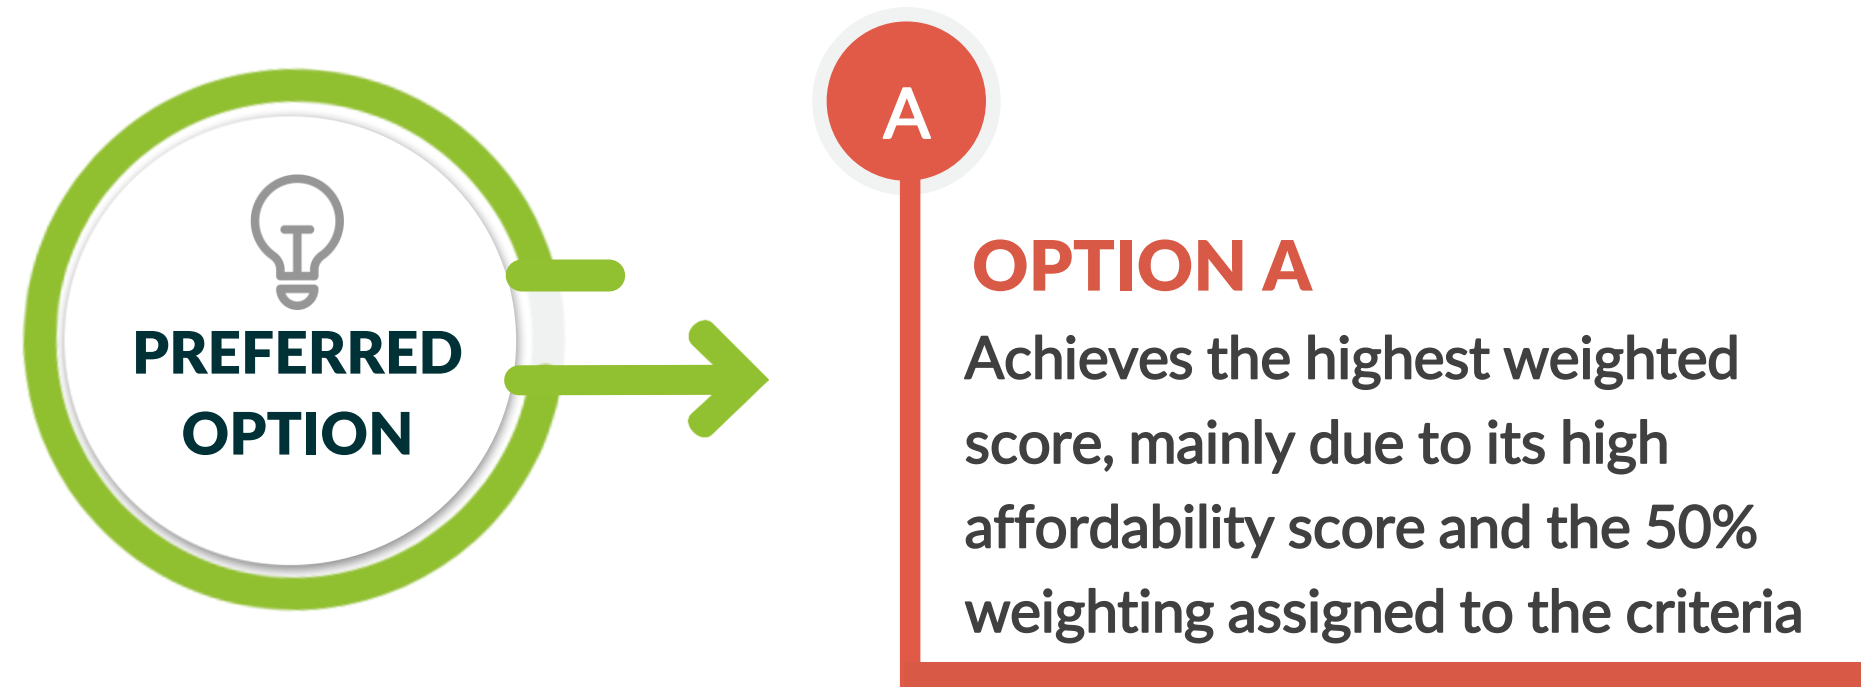 PREFERRED
OPTION
A
OPTION A
Achieves the highest weighted
score, mainly due to its high
affordability score and the 50%
weighting assigned to the criteria